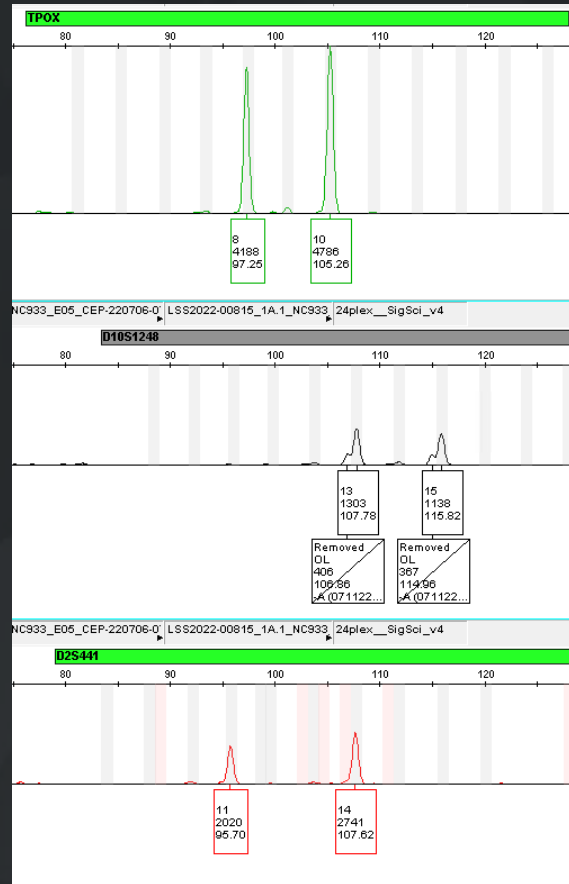 TPOX
80 90 100 110 120
8
4188
97.25
10
4786
105.26
LSS2022-00815_1A.1_NC933 24plex__SigSci_v4
D10S1248
80 90 100 110 120
13
1303
107.78
15
1138
115.82
Removed
OL
406
106.86
-A (071122...
Removed
OL
367
114.96
-A (071122...
NC933_E05_CEP-220706-0 LSS2022-00815_1A.1_NC933 24plex__SigSci_v4
D2S441
80 90 100 110 120
11
2020
95.70
14
2741
107.62